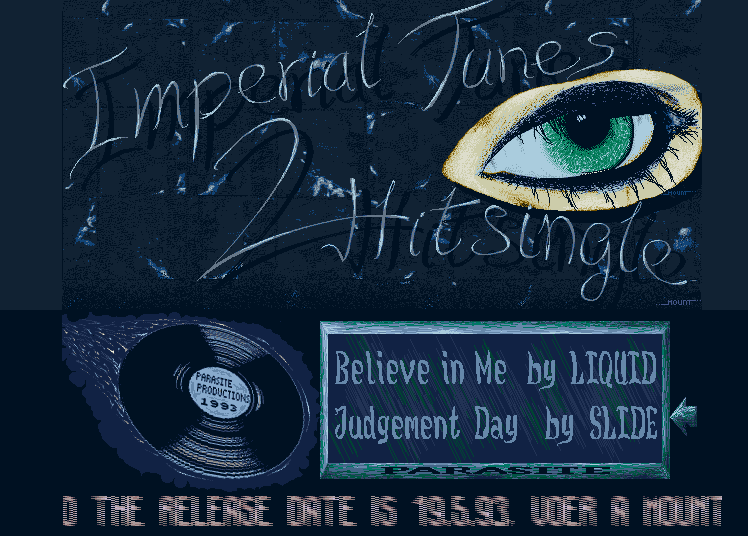 Imperial Tunes
2
Hitsingle
MOUNT
PARASITE
PRODUCTIONS
1993
Believe in Me by LIQUID
Judgement Day by SLIDE
PARASITE
D THE RELEASE DATE IS 19.5.93. VOER A MOUNT